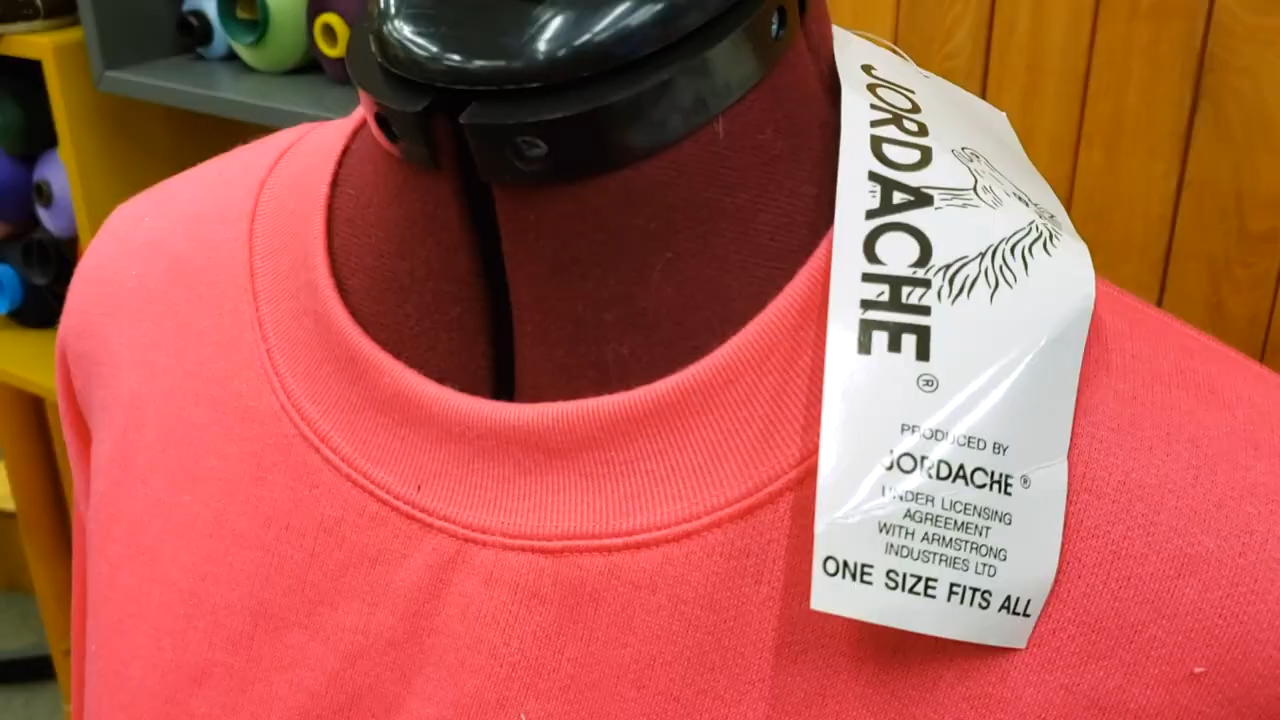 JORDACHE
®
PRODUCED BY
JORDACHE ®
UNDER LICENSING
AGREEMENT
WITH ARMSTRONG
INDUSTRIES LTD
ONE SIZE FITS ALL